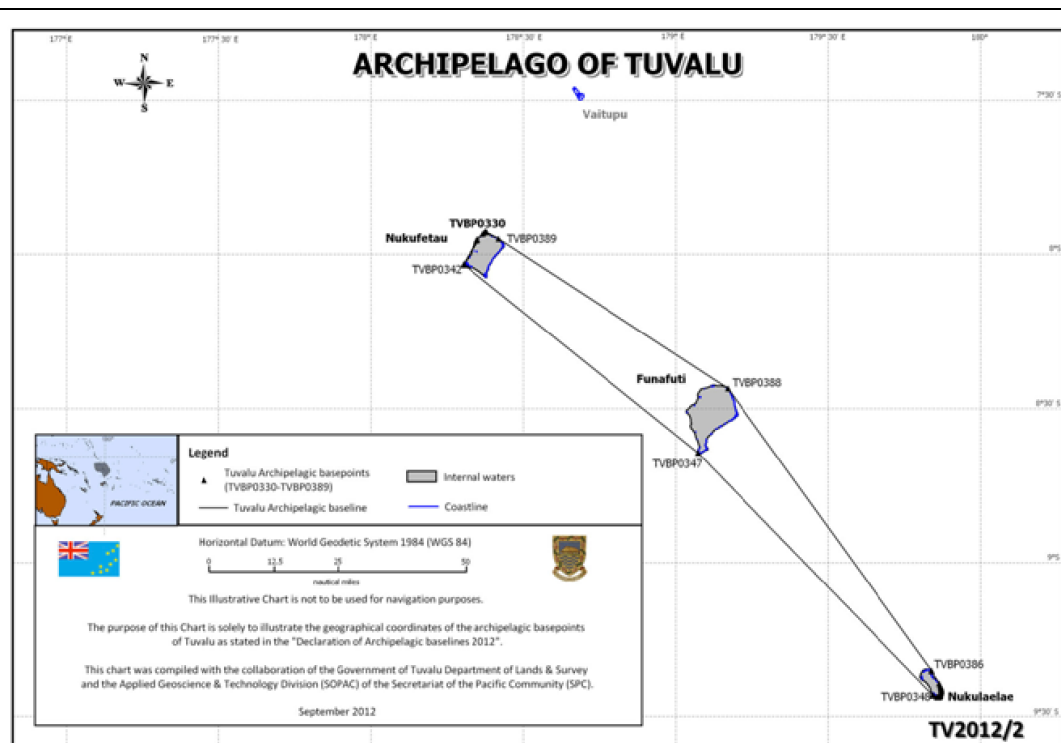 177° E
177° 30' E
178° E
178° 30' E
179° E
179° 30' E
180°
ARCHIPELAGO OF TUVALU
N
W
E
S
7°30' S
Vaitupu
TVBP0330
Nukufetau
TVBP0389
8° S
TVBP0342
Funafuti
TVBP0388
8°30' S
TVBP0347
Legend
Tuvalu Archipelagic basepoints
(TVBP0330-TVBP0389)
Internal waters
Tuvalu Archipelagic baseline
Coastline
PACIFIC OCEAN
Horizontal Datum: World Geodetic System 1984 (WGS 84)
0 12.5 25 50
nautical miles
This Illustrative Chart is not to be used for navigation purposes.
The purpose of this Chart is solely to illustrate the geographical coordinates of the archipelagic basepoints
of Tuvalu as stated in the "Declaration of Archipelagic baselines 2012".
This chart was compiled with the collaboration of the Government of Tuvalu Department of Lands & Survey
and the Applied Geoscience & Technology Division (SOPAC) of the Secretariat of the Pacific Community (SPC).
September 2012
9° S
TVBP0386
TVBP0348
Nukulaelae
9°30' S
TV2012/2